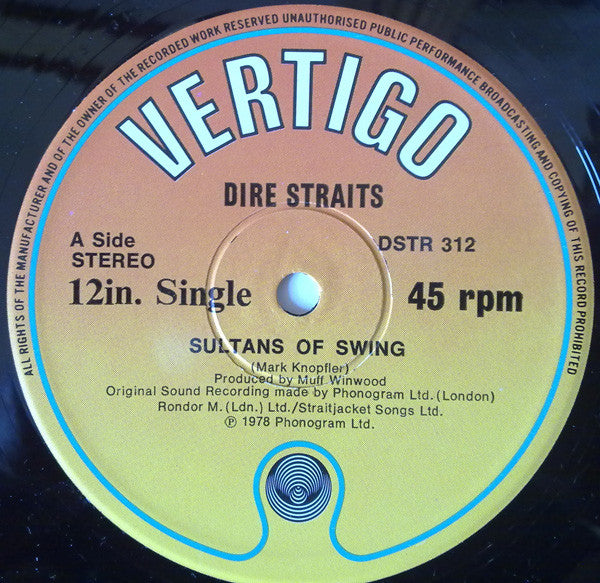 ALL RIGHTS OF THE MANUFACTURER AND OF THE OWNER OF THE RECORDED WORK RESERVED UNAUTHORISED PUBLIC PERFORMANCE BROADCASTING AND COPYING OF THIS RECORD PROHIBITED
VERTIGO
DIRE STRAITS
A Side
STEREO
DSTR 312
12in. Single
45 rpm
SULTANS OF SWING
(Mark Knopfler)
Produced by Muff Winwood
Original Sound Recording made by Phonogram Ltd. (London)
Rondor M. (Ldn.) Ltd./Straitjacket Songs Ltd.
℗ 1978 Phonogram Ltd.